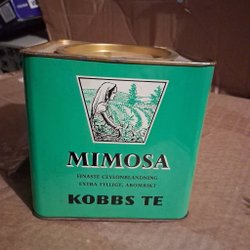 MIMOSA
FINASTE CEYLONBLANDNING
EXTRA FYLLIGT, AROMRIKT
KOBBS TE